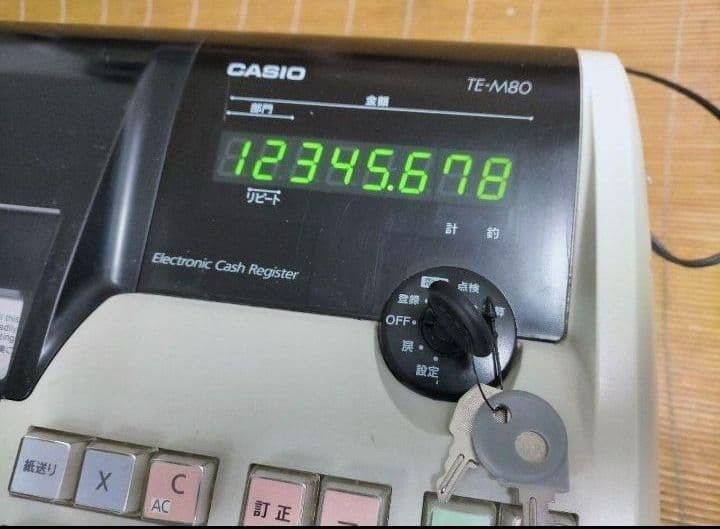 CASIO
TE-M80
金額
部門
12345.678
リピート
計 釣
Electronic Cash Register
点検
登録
OFF
戻
設定
紙送り
X
C
AC
訂正